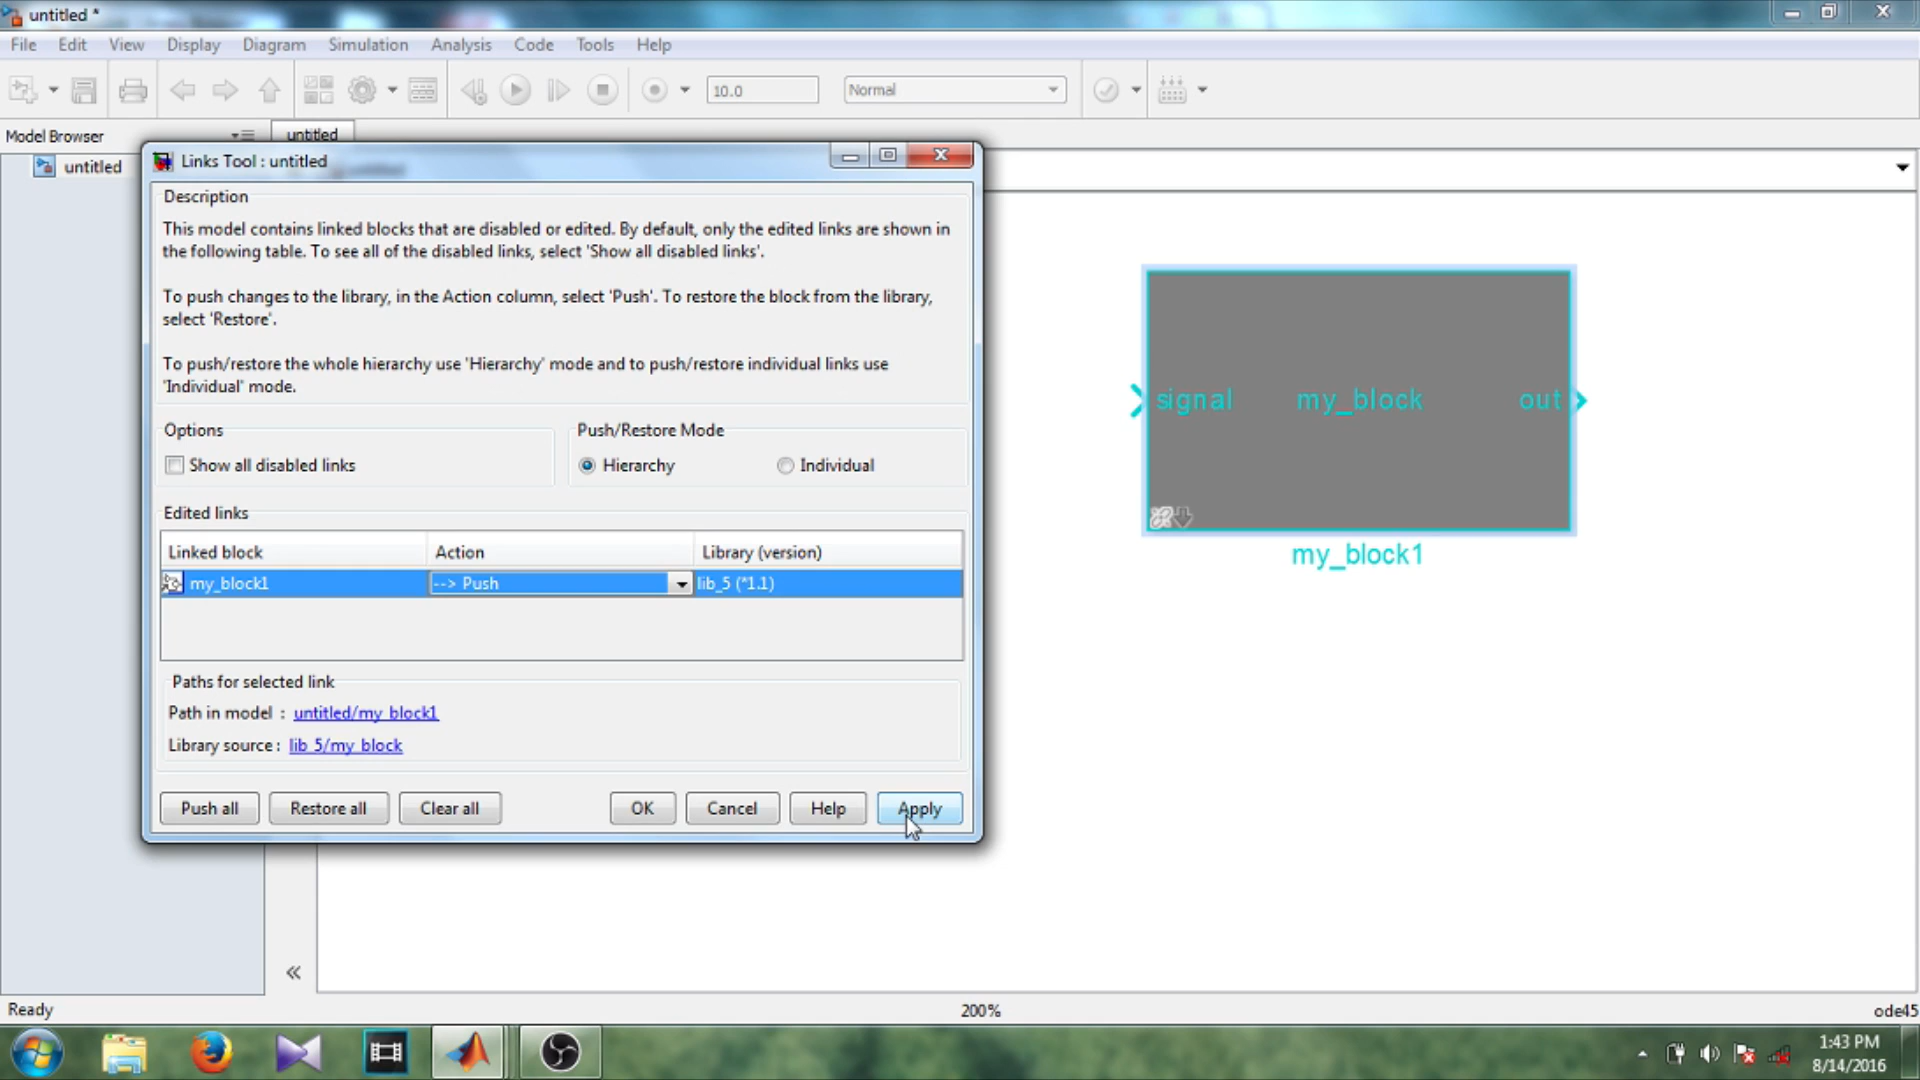 untitled *
File Edit View Display Diagram Simulation Analysis Code Tools Help
10.0 Normal
Model Browser
untitled
untitled
Links Tool : untitled
Description
This model contains linked blocks that are disabled or edited. By default, only the edited links are shown in
the following table. To see all of the disabled links, select 'Show all disabled links'.
To push changes to the library, in the Action column, select 'Push'. To restore the block from the library,
select 'Restore'.
To push/restore the whole hierarchy use 'Hierarchy' mode and to push/restore individual links use
'Individual' mode.
Options
Show all disabled links
Push/Restore Mode
Hierarchy Individual
Edited links
Linked block Action Library (version)
my_block1 --> Push lib_5 (*1.1)
Paths for selected link
Path in model : untitled/my_block1
Library source : lib_5/my_block
Push all Restore all Clear all OK Cancel Help Apply
signal my_block out
my_block1
Ready 200% ode45
1:43 PM
8/14/2016